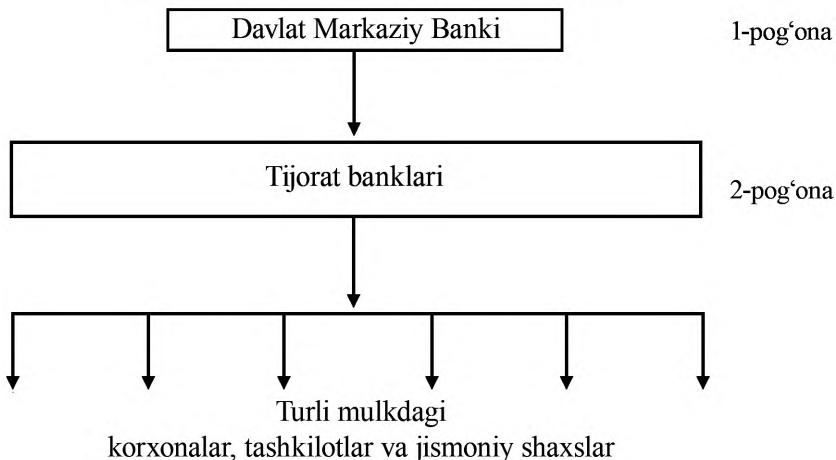 Davlat Markaziy Banki
1-pog‘ona
Tijorat banklari
2-pog‘ona
Turli mulkdagi
korxonalar, tashkilotlar va jismoniy shaxslar